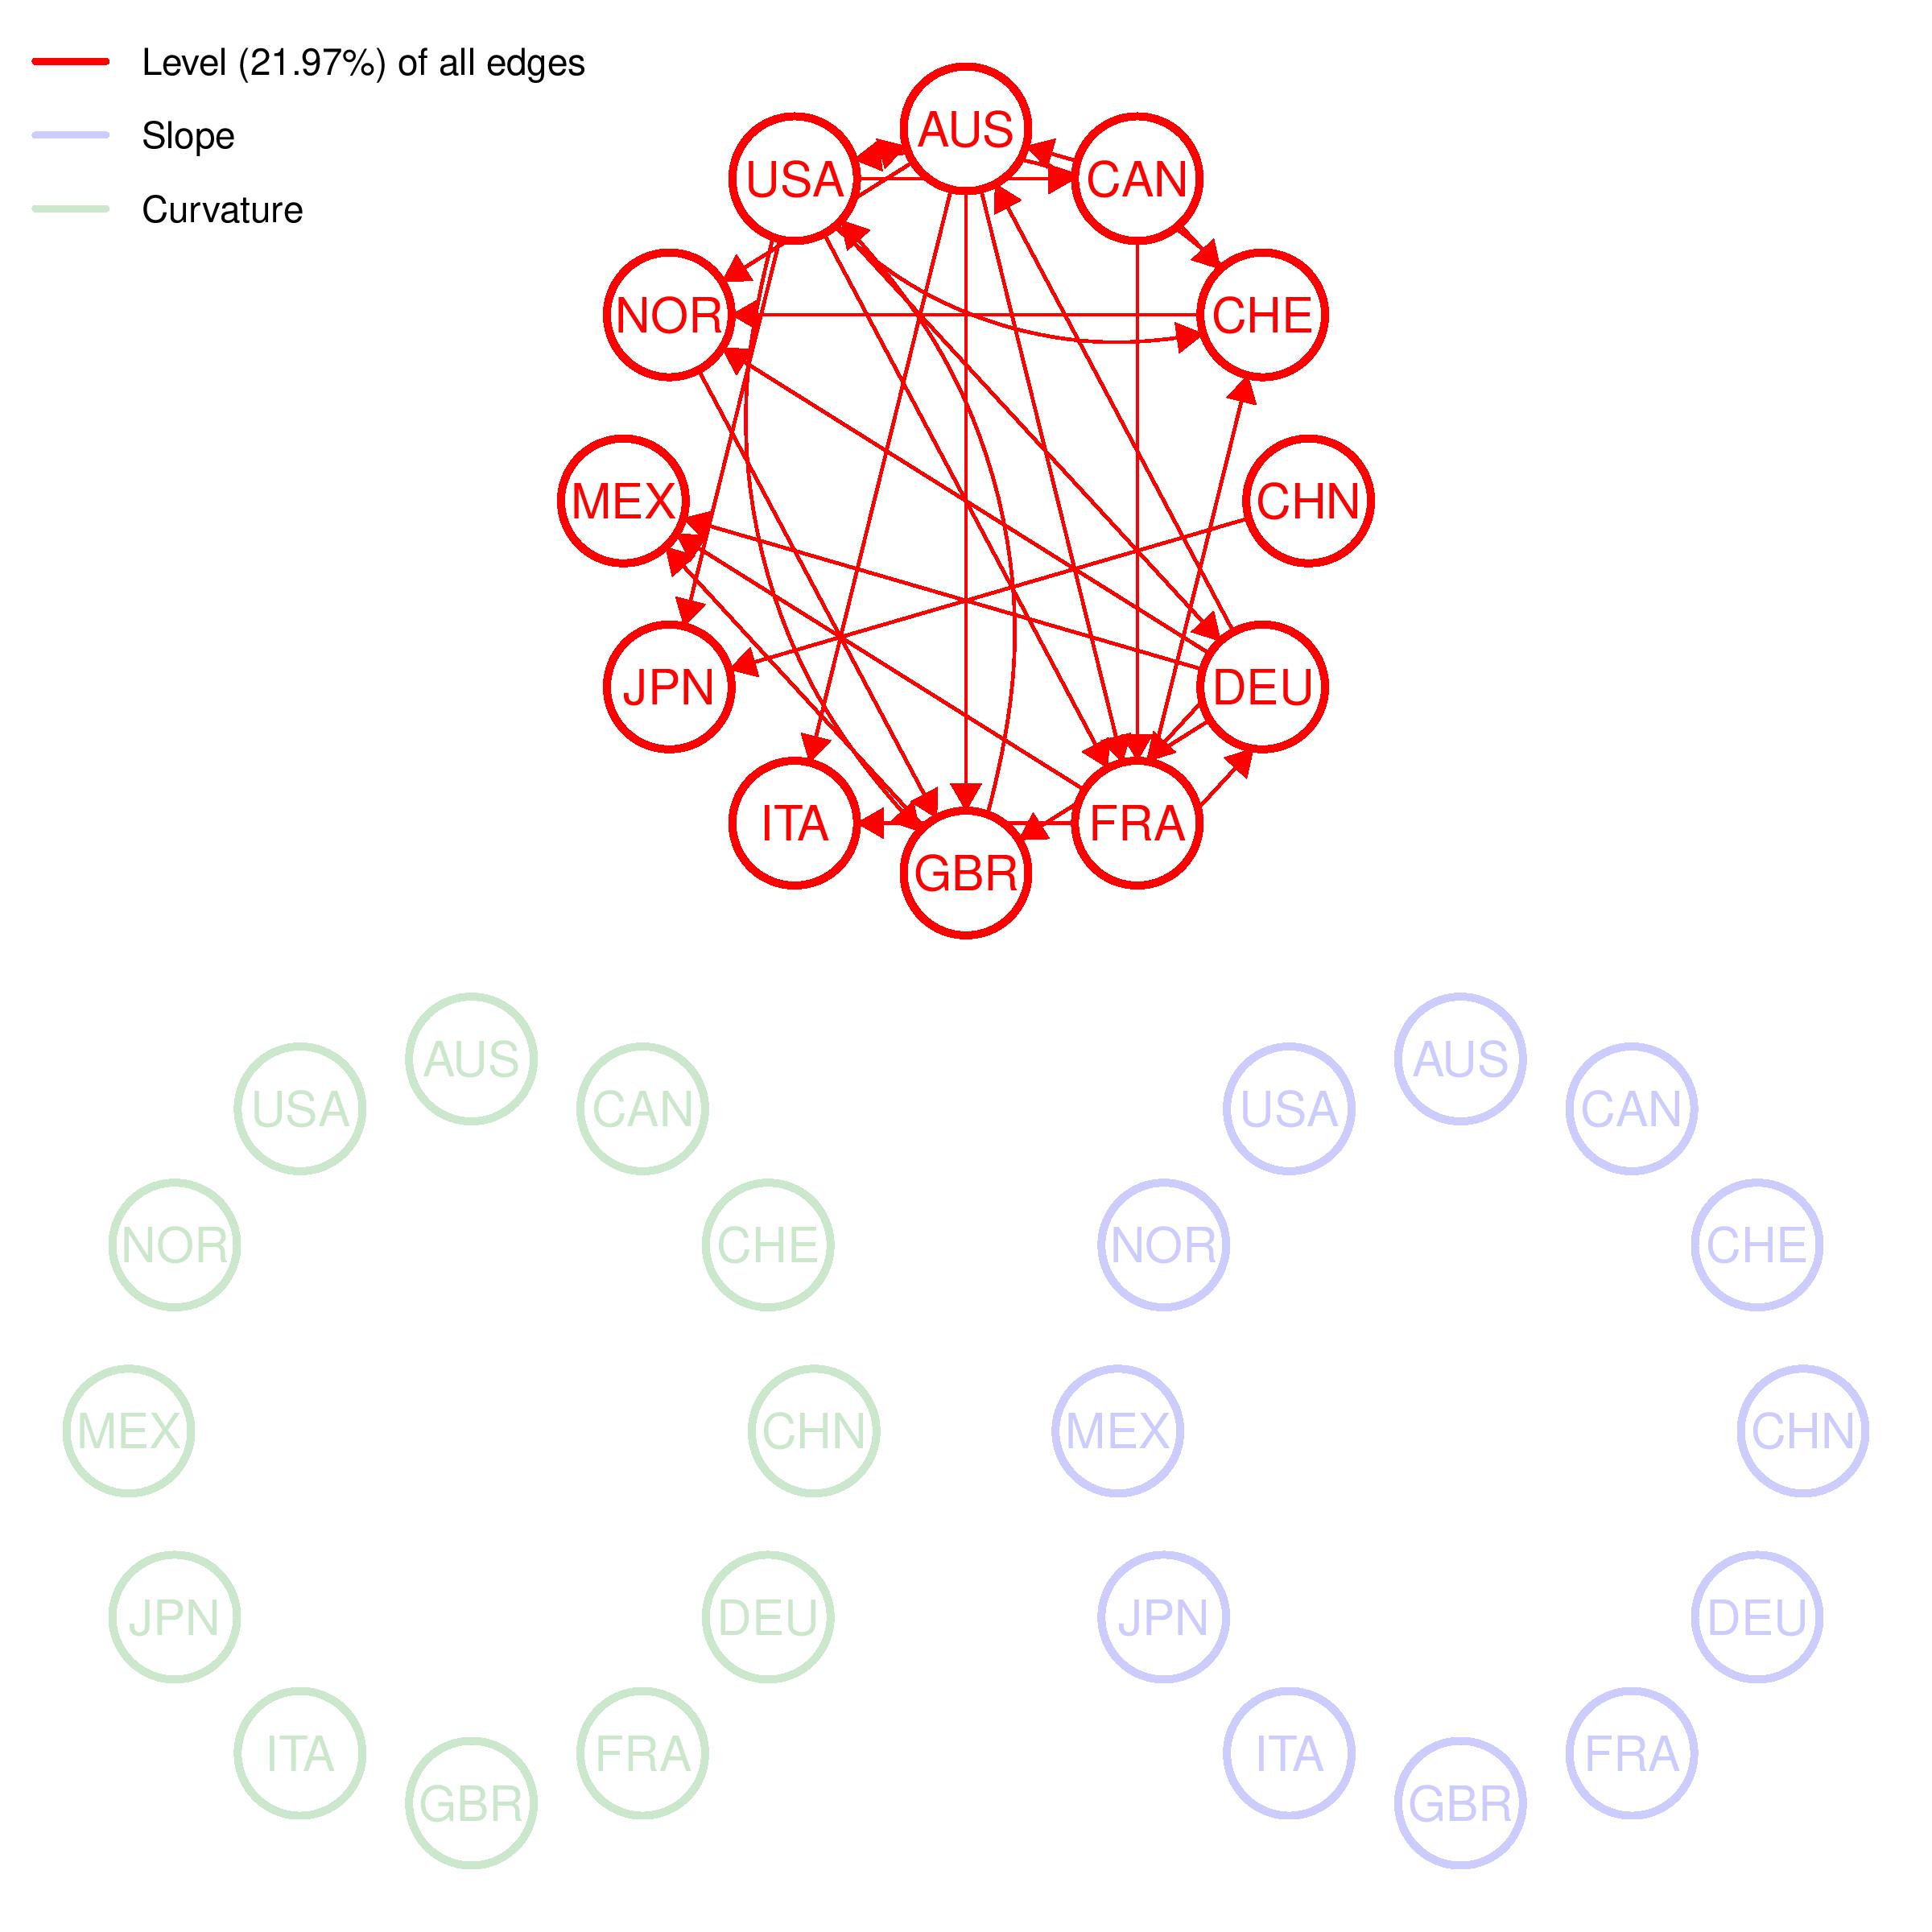 Level (21.97%) of all edges
Slope
Curvature
AUS
USA
CAN
NOR
CHE
MEX
CHN
JPN
DEU
ITA
FRA
GBR
AUS
USA
CAN
NOR
CHE
MEX
CHN
JPN
DEU
ITA
FRA
GBR
AUS
USA
CAN
NOR
CHE
MEX
CHN
JPN
DEU
ITA
FRA
GBR